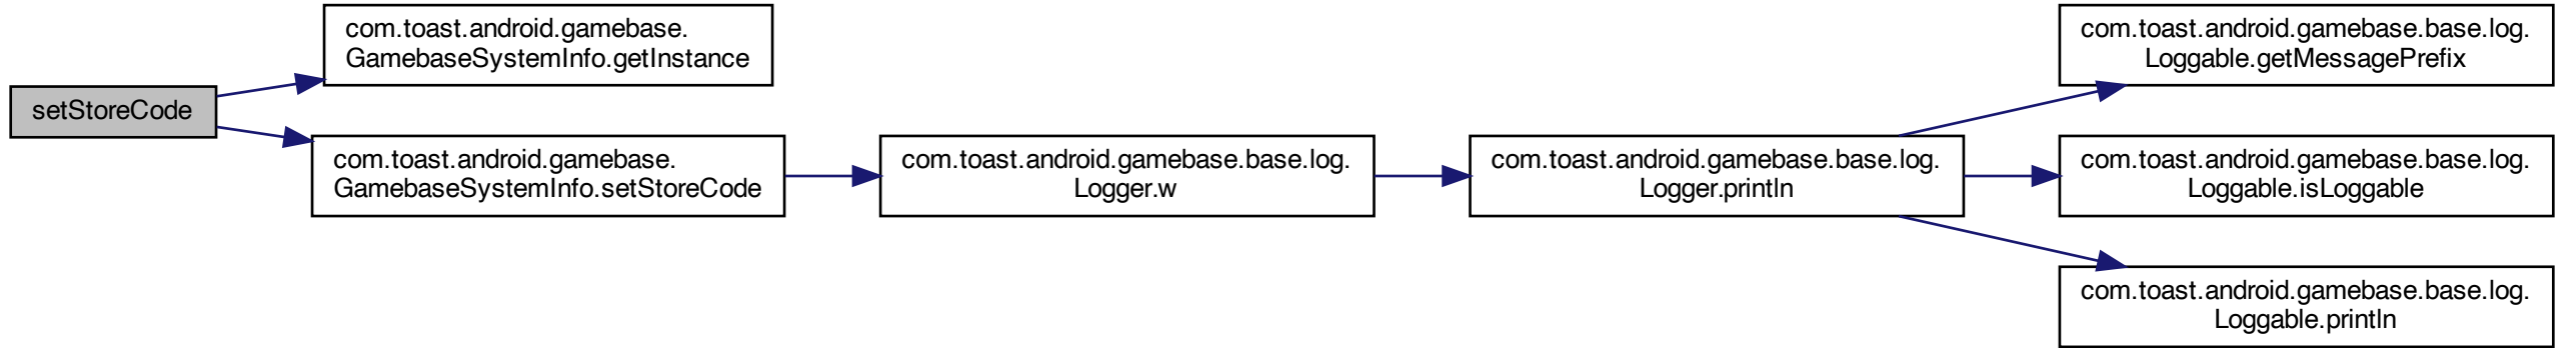 setStoreCode
com.toast.android.gamebase.
GamebaseSystemInfo.getInstance
com.toast.android.gamebase.
GamebaseSystemInfo.setStoreCode
com.toast.android.gamebase.base.log.
Logger.w
com.toast.android.gamebase.base.log.
Logger.println
com.toast.android.gamebase.base.log.
Loggable.getMessagePrefix
com.toast.android.gamebase.base.log.
Loggable.isLoggable
com.toast.android.gamebase.base.log.
Loggable.println